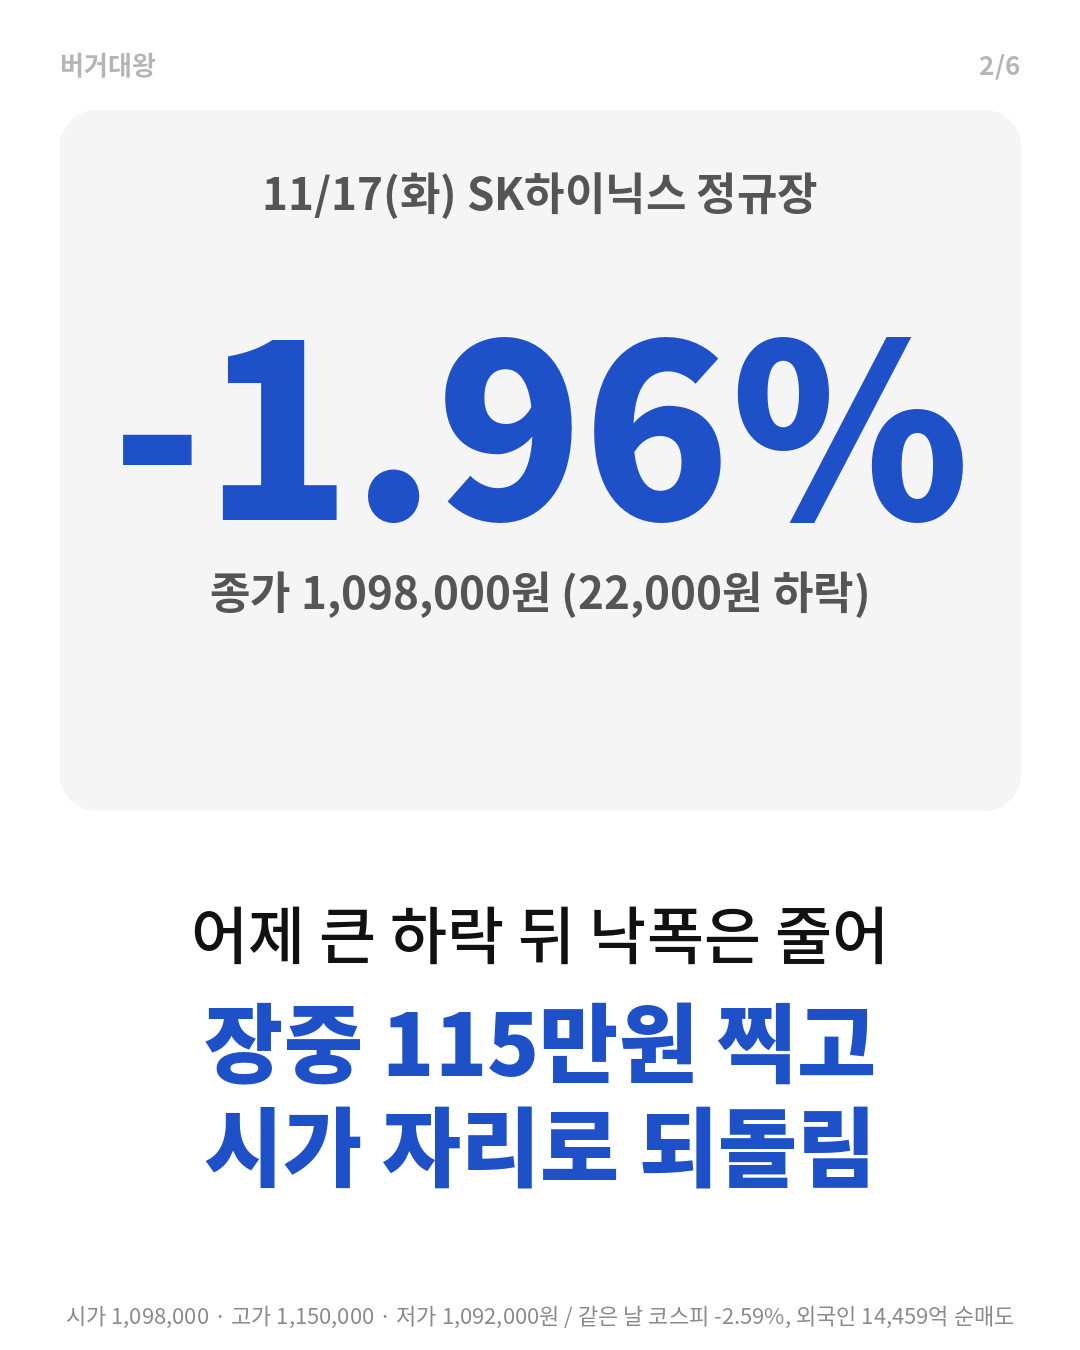 버거대왕
2/6
11/17(화) SK하이닉스 정규장
-1.96%
종가 1,098,000원 (22,000원 하락)
어제 큰 하락 뒤 낙폭은 줄어
장중 115만원 찍고
시가 자리로 되돌림
시가 1,098,000 · 고가 1,150,000 · 저가 1,092,000원 / 같은 날 코스피 -2.59%, 외국인 14,459억 순매도